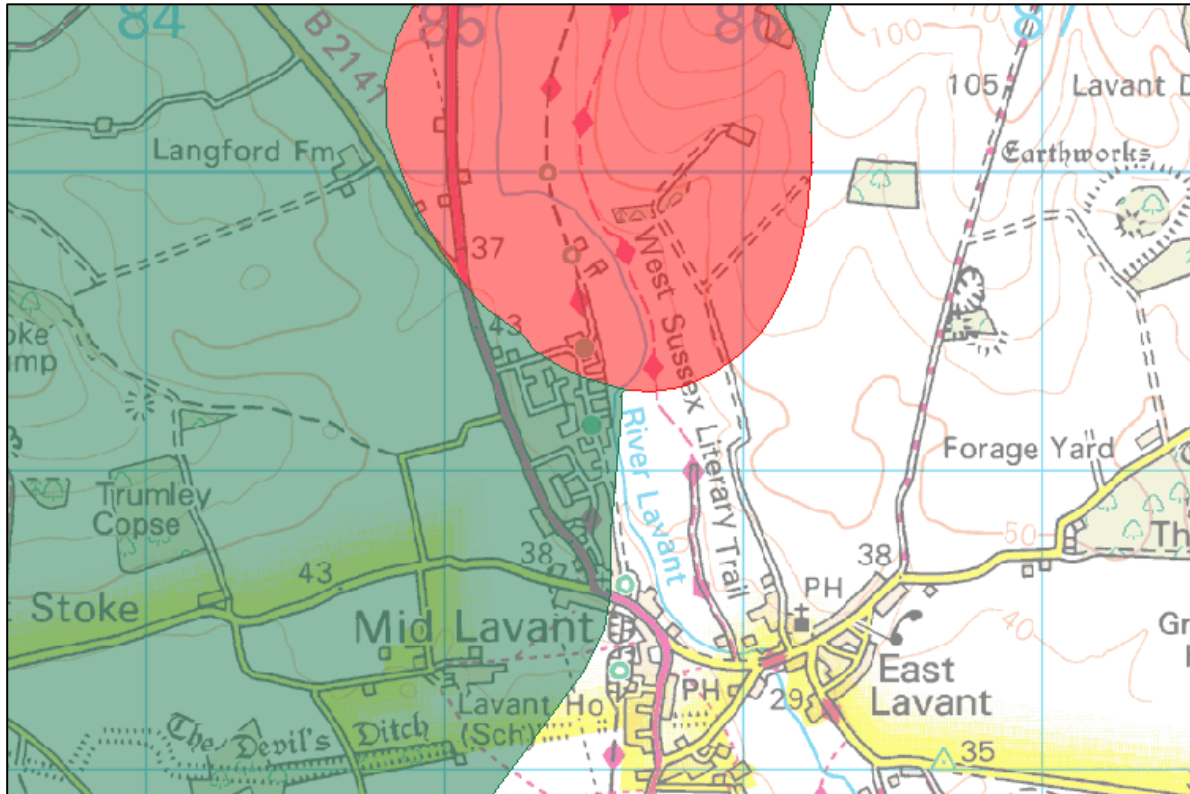 84
85
86
87
B 2141
100
110
105
Lavant D
Langford Fm
Earthworks
37
43
oke
mp
West Sussex Literary Trail
River Lavant
Forage Yard
Trumley
Copse
50
Th
38
38
43
PH
Stoke
Mid Lavant
40
Gr
East
Lavant
PH
29
Lavant Ho
(Sch)
The Devil's Ditch
35